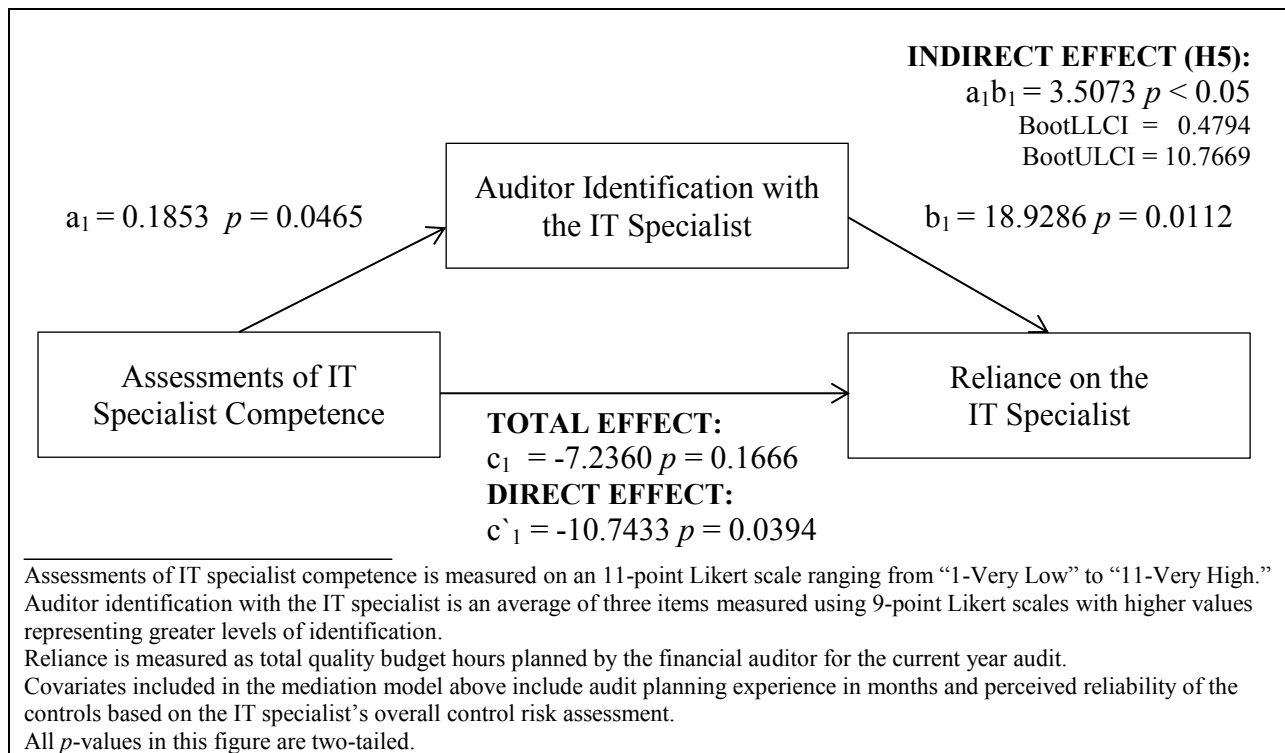 INDIRECT EFFECT (H5):
a₁b₁ = 3.5073 p < 0.05
BootLLCI = 0.4794
BootULCI = 10.7669
Auditor Identification with
the IT Specialist
a₁ = 0.1853 p = 0.0465
b₁ = 18.9286 p = 0.0112
Assessments of IT
Specialist Competence
Reliance on the
IT Specialist
TOTAL EFFECT:
c₁ = -7.2360 p = 0.1666
DIRECT EFFECT:
c`₁ = -10.7433 p = 0.0394
Assessments of IT specialist competence is measured on an 11-point Likert scale ranging from “1-Very Low” to “11-Very High.”
Auditor identification with the IT specialist is an average of three items measured using 9-point Likert scales with higher values
representing greater levels of identification.
Reliance is measured as total quality budget hours planned by the financial auditor for the current year audit.
Covariates included in the mediation model above include audit planning experience in months and perceived reliability of the
controls based on the IT specialist’s overall control risk assessment.
All p-values in this figure are two-tailed.